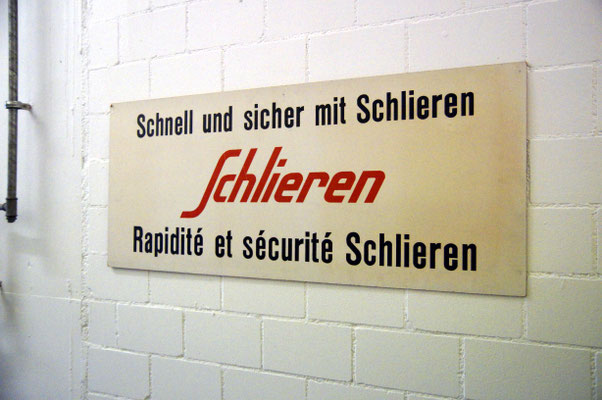 Schnell und sicher mit Schlieren
Schlieren
Rapidité et sécurité Schlieren